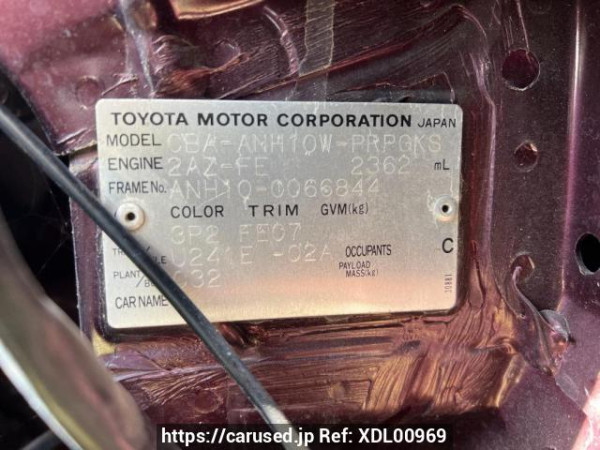 TOYOTA MOTOR CORPORATION JAPAN
MODEL CBA-ANH10W-PRPGKS
ENGINE 2AZ-FE 2362 mL
FRAME No. ANH10-0066844
COLOR TRIM GVM(kg)
3P2 FE07
U241E -02A OCCUPANTS C
PLANT/ C32 PAYLOAD MASS(kg)
CAR NAME
10981
https://carused.jp Ref: XDL00969